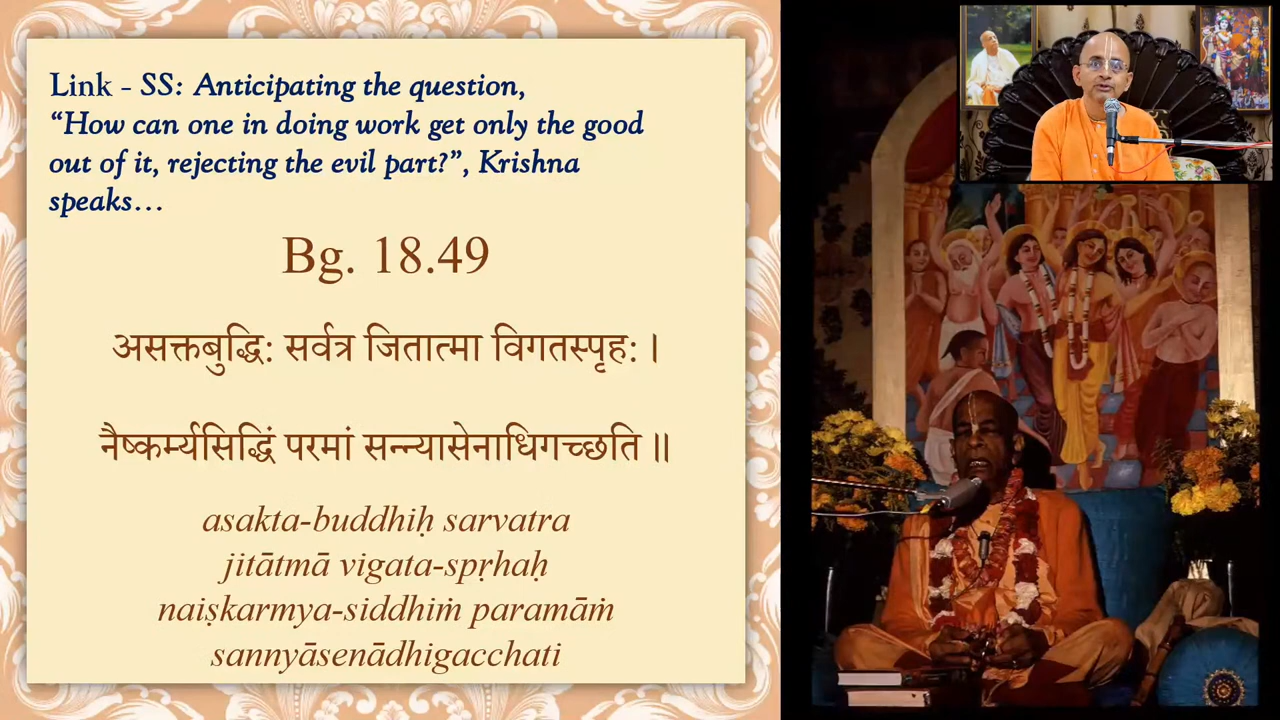 Link - SS: Anticipating the question,
“How can one in doing work get only the good
out of it, rejecting the evil part?”, Krishna
speaks…
Bg. 18.49
असक्तबुद्धि: सर्वत्र जितात्मा विगतस्पृह: ।
नैष्कर्म्यसिद्धिं परमां सन्न्यासेनाधिगच्छति ॥
asakta-buddhiḥ sarvatra
jitātmā vigata-spṛhaḥ
naiṣkarmya-siddhiṁ paramāṁ
sannyāsenādhigacchati